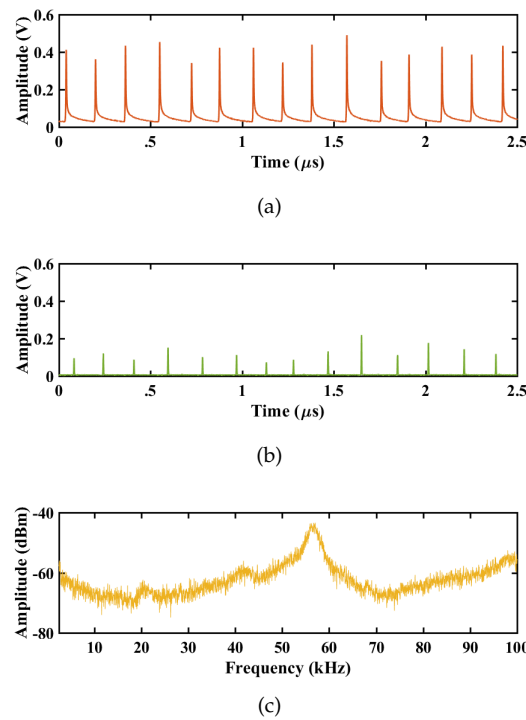 0.6
0.4
0.2
0
Amplitude (V)
0 .5 1 1.5 2 2.5
Time (μs)
(a)
0.6
0.4
0.2
0
Amplitude (V)
0 .5 1 1.5 2 2.5
Time (μs)
(b)
-40
-60
-80
Amplitude (dBm)
10 20 30 40 50 60 70 80 90 100
Frequency (kHz)
(c)